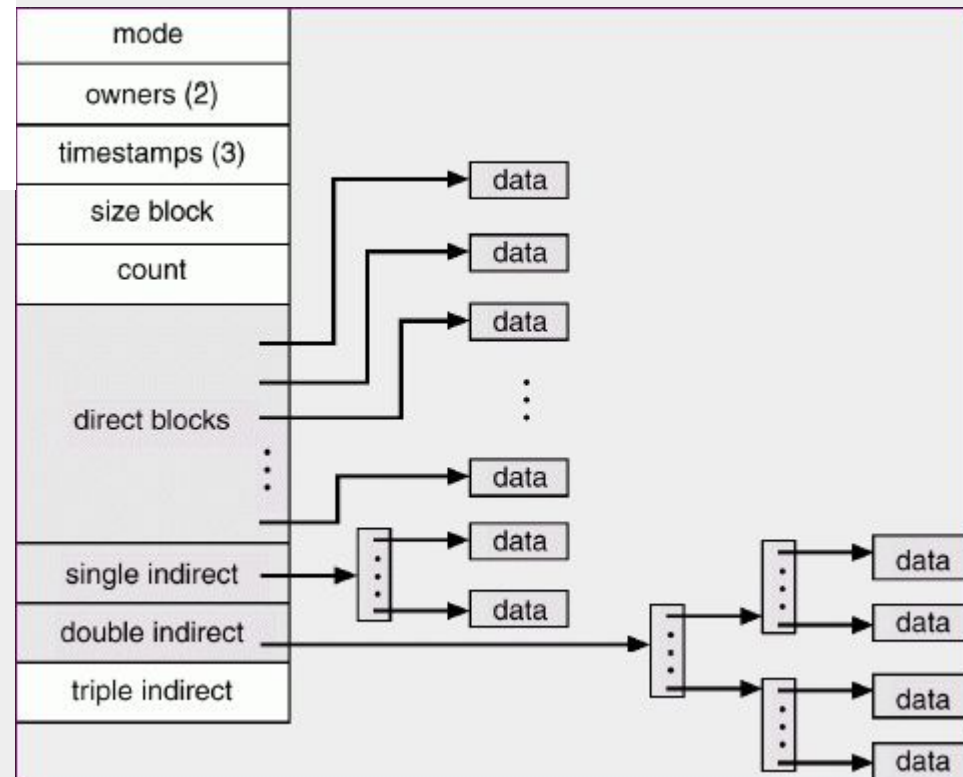 mode
owners (2)
timestamps (3)
size block
count
direct blocks
single indirect
double indirect
triple indirect
data
data
data
data
data
data
data
data
data
data